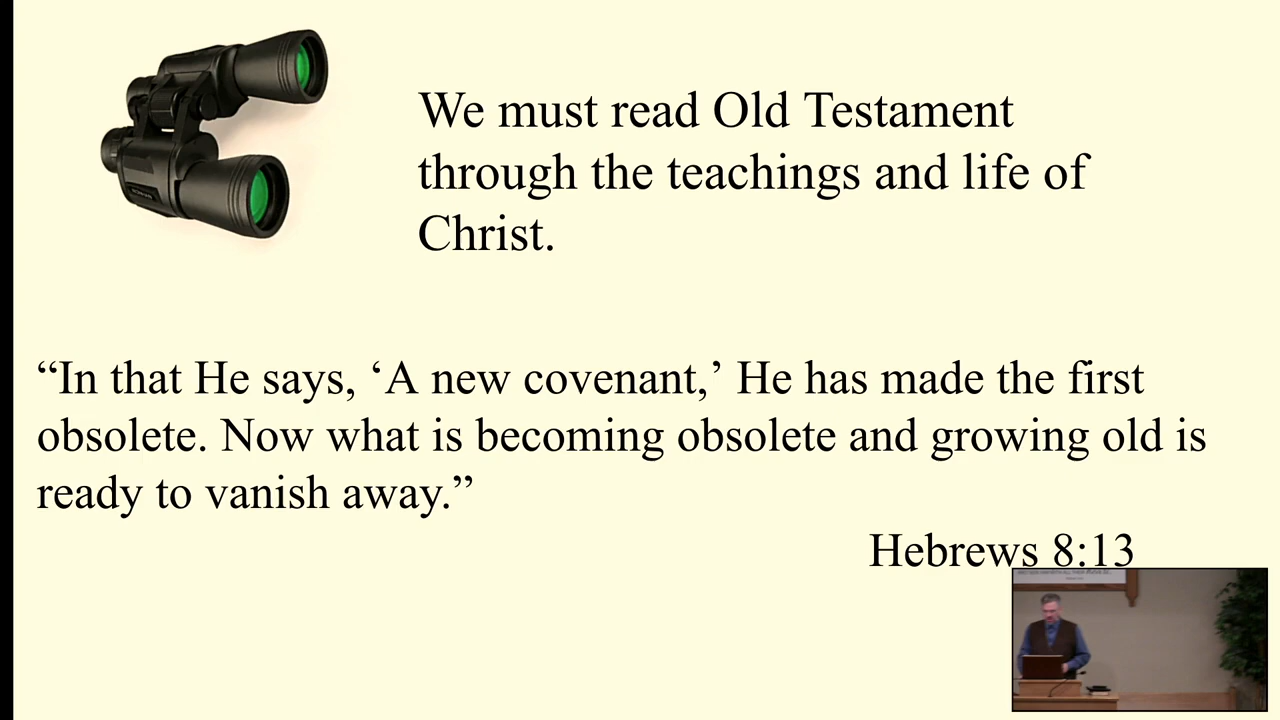 We must read Old Testament
through the teachings and life of
Christ.
“In that He says, ‘A new covenant,’ He has made the first
obsolete. Now what is becoming obsolete and growing old is
ready to vanish away.”
Hebrews 8:13